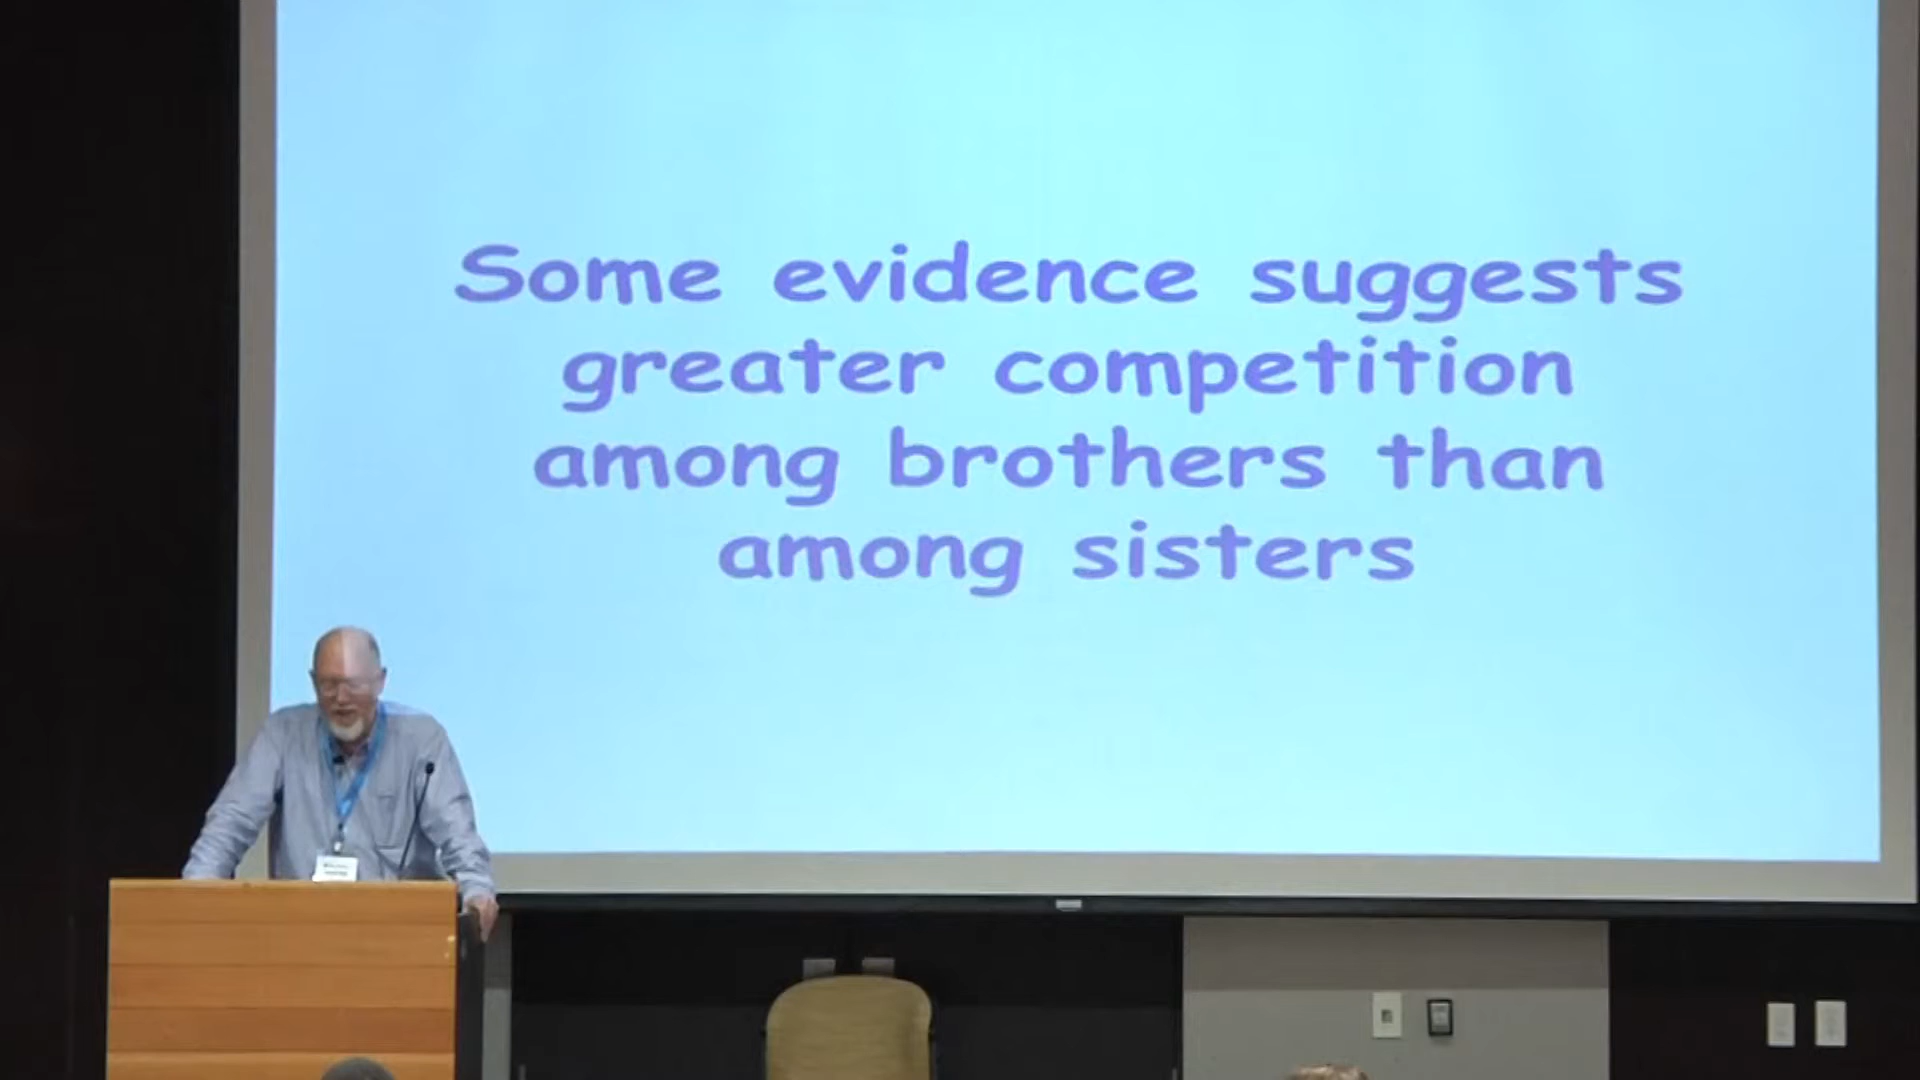 Some evidence suggests
greater competition
among brothers than
among sisters